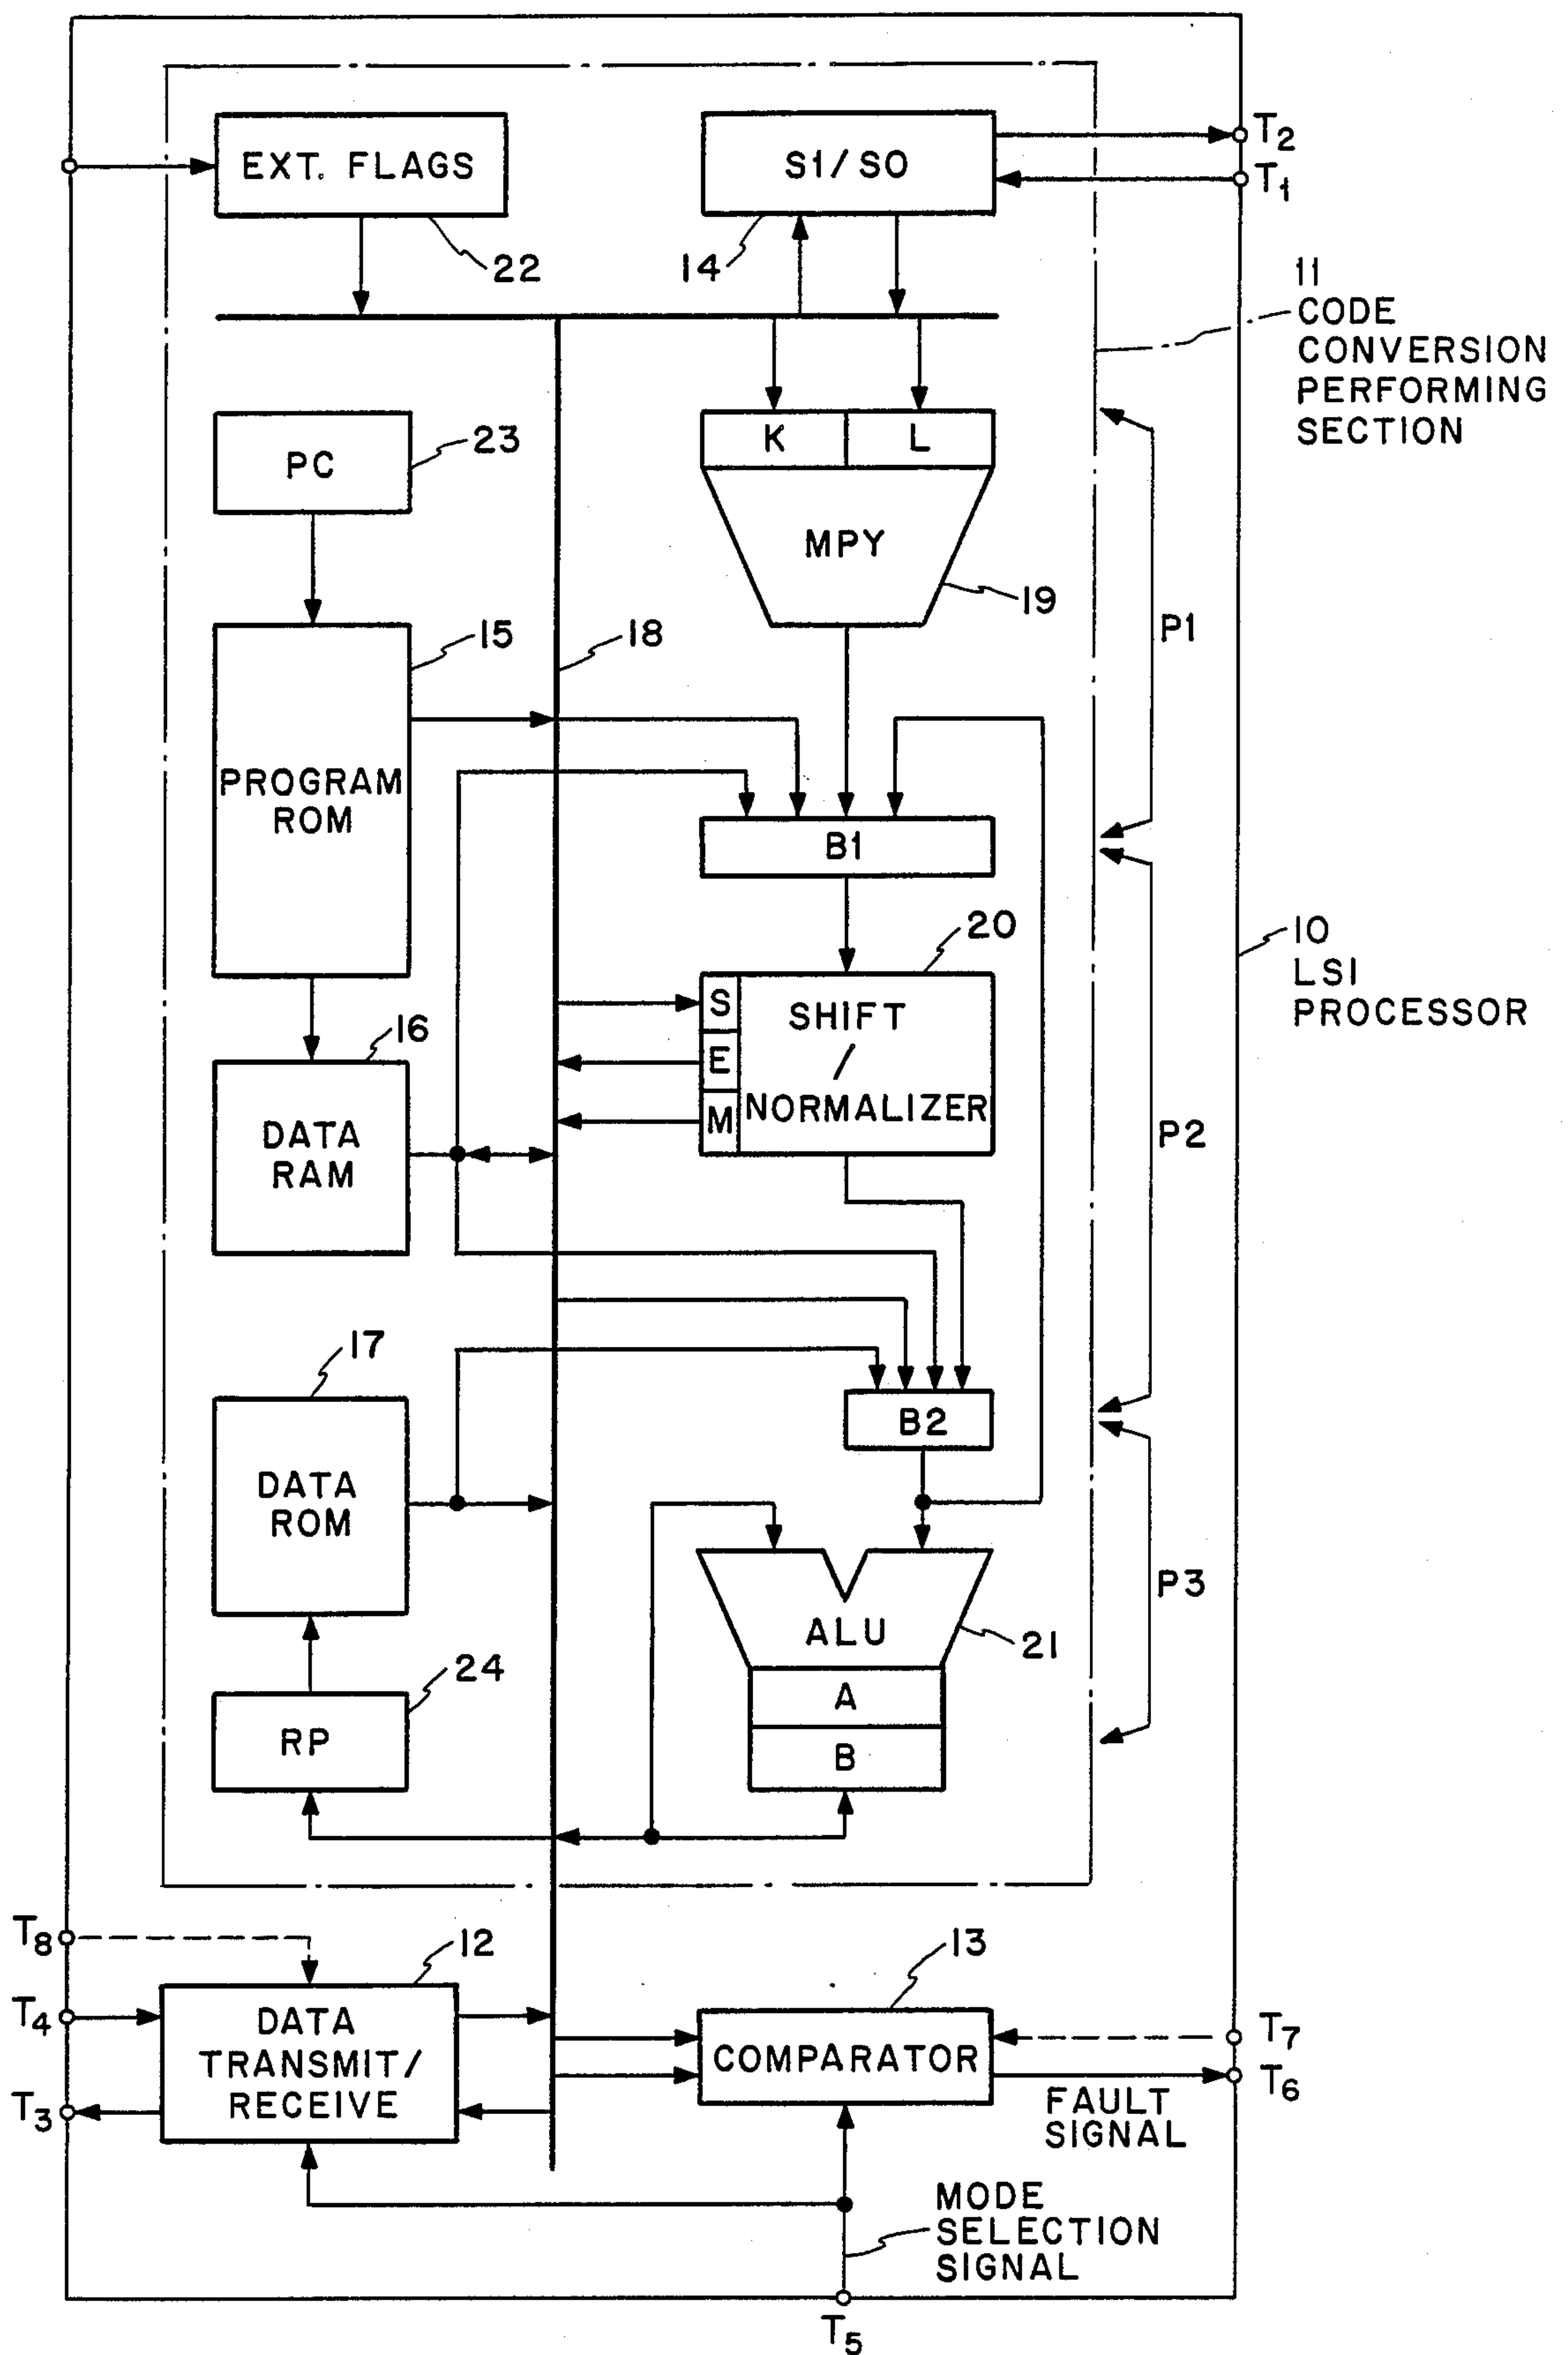 EXT. FLAGS
S1/SO
T2
T1
22
14
11
CODE
CONVERSION
PERFORMING
SECTION
PC
23
K
L
MPY
19
P1
15
18
PROGRAM
ROM
B1
20
10
LSI
PROCESSOR
S
E
M
SHIFT
/
NORMALIZER
16
DATA
RAM
P2
17
B2
DATA
ROM
P3
ALU
21
24
A
RP
B
T8
12
13
T4
DATA
TRANSMIT/
RECEIVE
COMPARATOR
T7
T6
T3
FAULT
SIGNAL
MODE
SELECTION
SIGNAL
T5